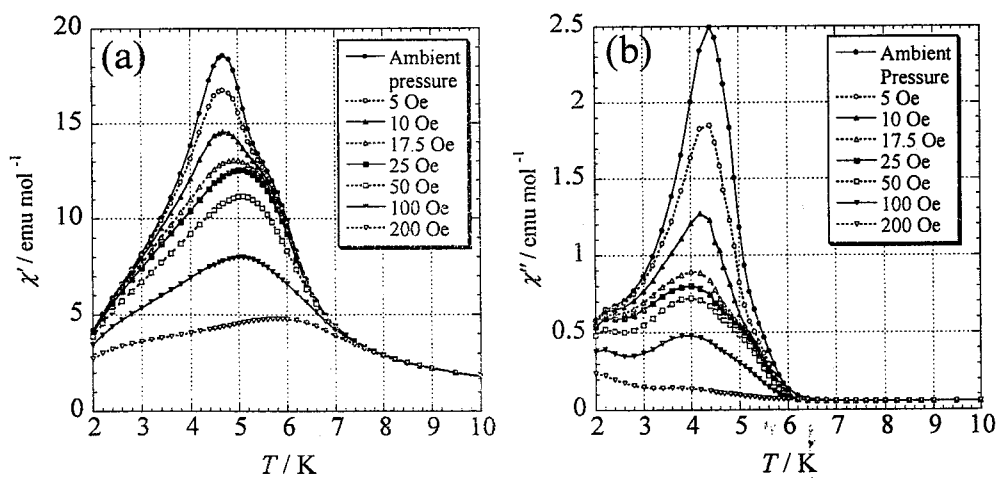 (a)
20
15
10
5
0
χ' / emu mol⁻¹
2 3 4 5 6 7 8 9 10
T / K
Ambient
pressure
5 Oe
10 Oe
17.5 Oe
25 Oe
50 Oe
100 Oe
200 Oe
(b)
2.5
2
1.5
1
0.5
0
χ'' / emu mol⁻¹
2 3 4 5 6 7 8 9 10
T / K
Ambient
Pressure
5 Oe
10 Oe
17.5 Oe
25 Oe
50 Oe
100 Oe
200 Oe